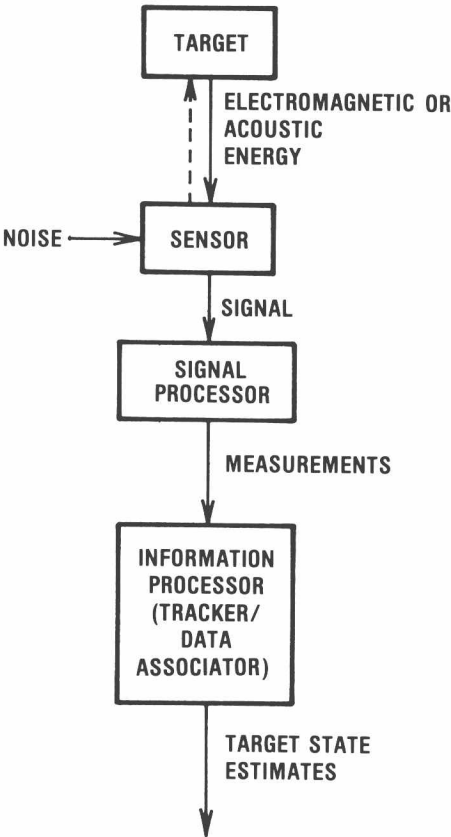 TARGET
ELECTROMAGNETIC OR
ACOUSTIC
ENERGY
NOISE
SENSOR
SIGNAL
SIGNAL
PROCESSOR
MEASUREMENTS
INFORMATION
PROCESSOR
(TRACKER/
DATA
ASSOCIATOR)
TARGET STATE
ESTIMATES